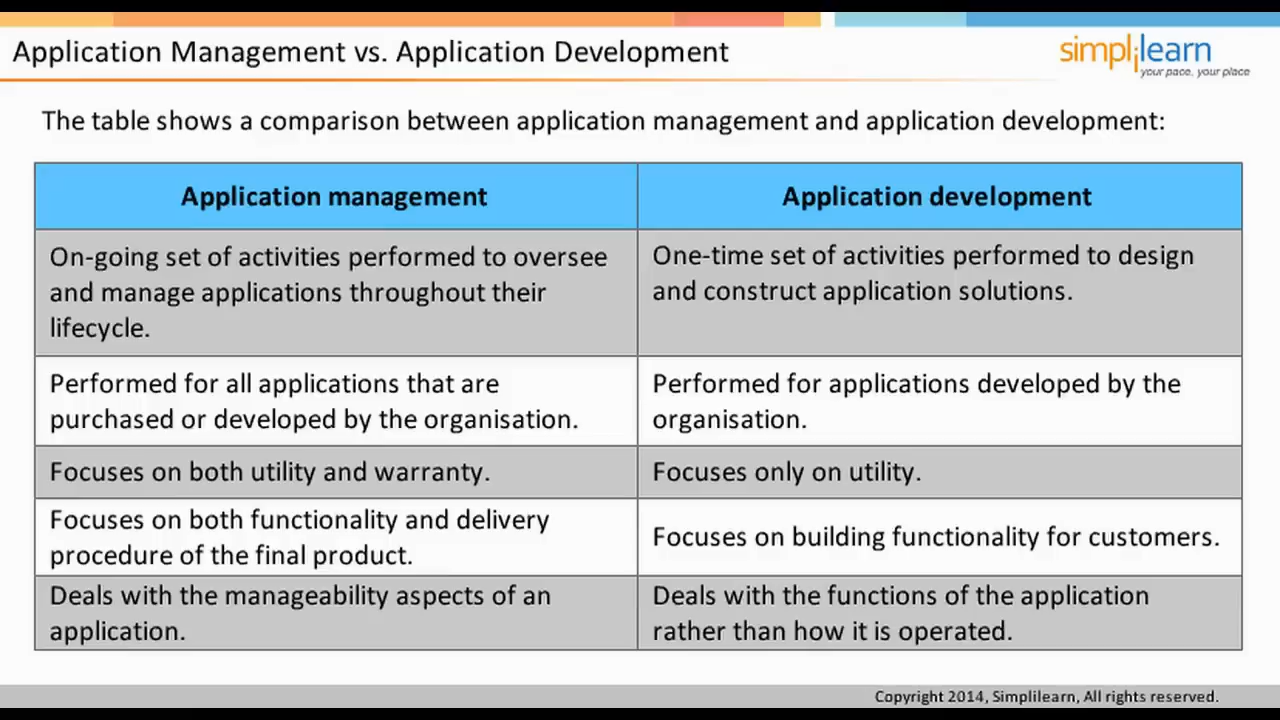 Application Management vs. Application Development
simplilearn
your pace, your place
The table shows a comparison between application management and application development:
Application management
Application development
On-going set of activities performed to oversee
and manage applications throughout their
lifecycle.
One-time set of activities performed to design
and construct application solutions.
Performed for all applications that are
purchased or developed by the organisation.
Performed for applications developed by the
organisation.
Focuses on both utility and warranty.
Focuses only on utility.
Focuses on both functionality and delivery
procedure of the final product.
Focuses on building functionality for customers.
Deals with the manageability aspects of an
application.
Deals with the functions of the application
rather than how it is operated.
Copyright 2014, Simplilearn, All rights reserved.